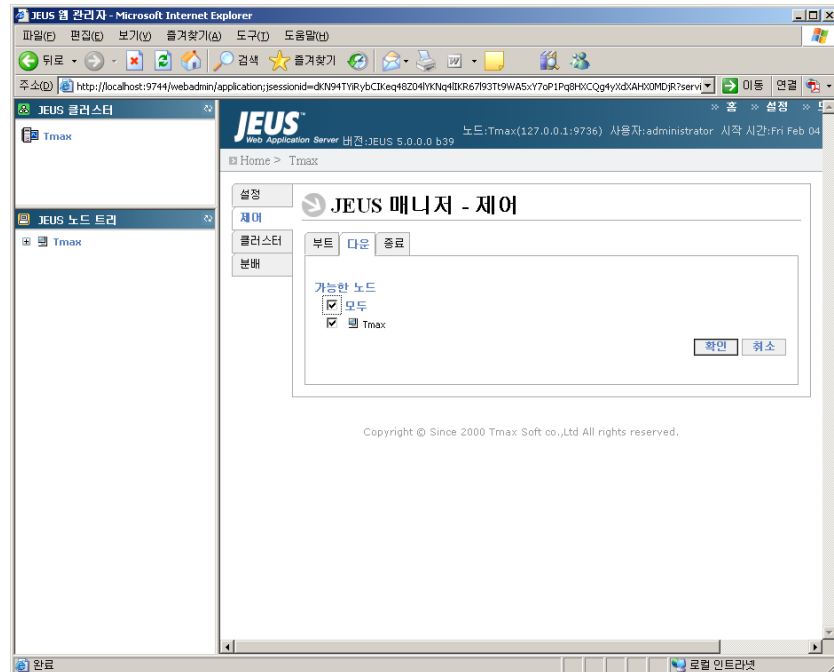 JEUS 웹 관리자 - Microsoft Internet Explorer
파일(F) 편집(E) 보기(V) 즐겨찾기(A) 도구(T) 도움말(H)
뒤로 검색 즐겨찾기
주소(D) http://localhost:9744/webadmin/ 이동 연결
JEUS 클러스터
Tmax
JEUS 노드 트리
Tmax
» 홈 » 설정 »
JEUS™
Web Application Server 버전:JEUS 5.0.0.0 b39 노드:Tmax(127.0.0.1:9736) 사용자:administrator 시작 시간:Fri Feb 04
Home > Tmax
설정
제어
클러스터
분배
JEUS 매니저 - 제어
부트 다운 종료
가능한 노드
모두
Tmax
확인 취소
Copyright © Since 2000 Tmax Soft co.,Ltd All rights reserved.
완료 로컬 인트라넷